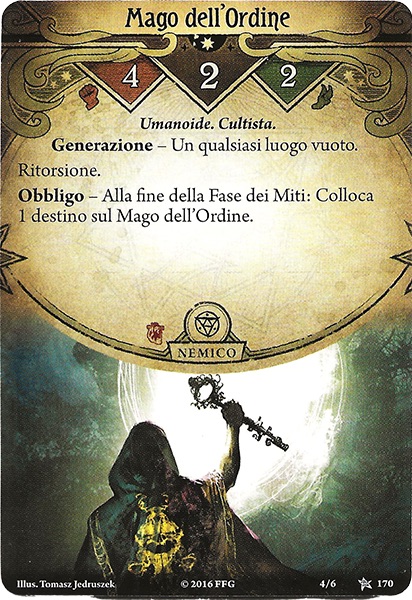 Mago dell'Ordine
4 2 2
Umanoide. Cultista.
Generazione – Un qualsiasi luogo vuoto.
Ritorsione.
Obbligo – Alla fine della Fase dei Miti: Colloca
1 destino sul Mago dell'Ordine.
NEMICO
Illus. Tomasz Jedruszek © 2016 FFG 4/6 170